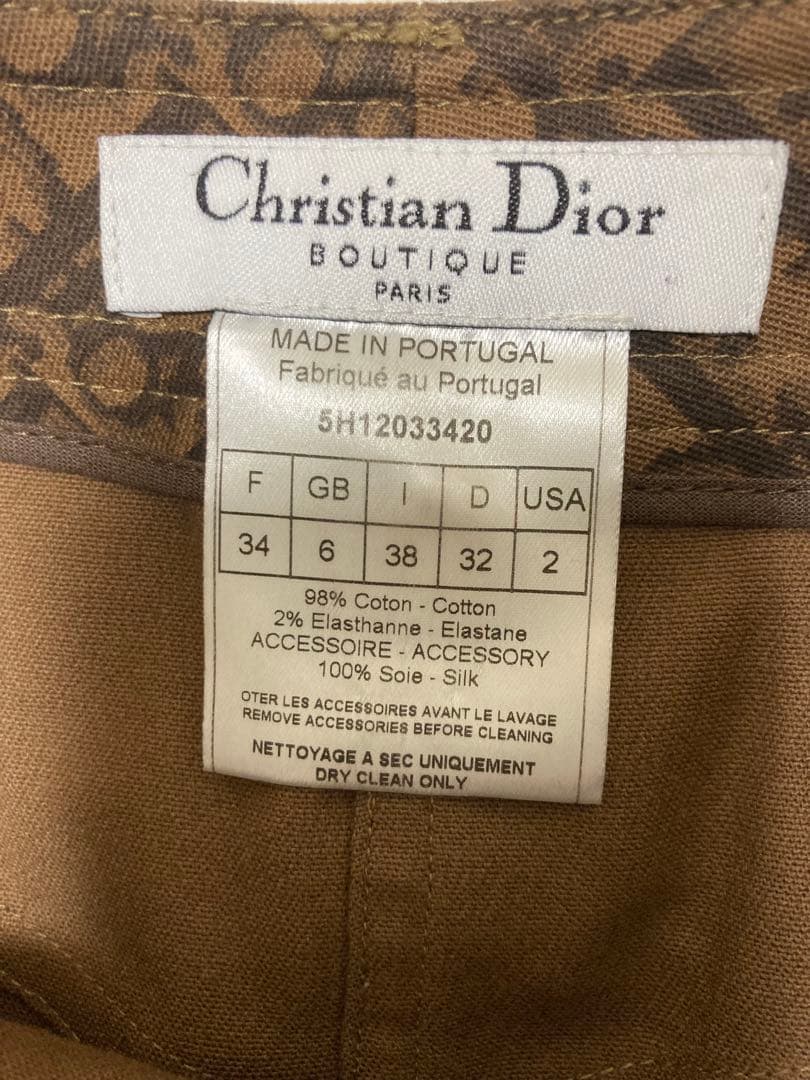 Christian Dior
BOUTIQUE
PARIS
MADE IN PORTUGAL
Fabriqué au Portugal
5H12033420
F GB I D USA
34 6 38 32 2
98% Coton - Cotton
2% Elasthanne - Elastane
ACCESSOIRE - ACCESSORY
100% Soie - Silk
OTER LES ACCESSOIRES AVANT LE LAVAGE
REMOVE ACCESSORIES BEFORE CLEANING
NETTOYAGE A SEC UNIQUEMENT
DRY CLEAN ONLY